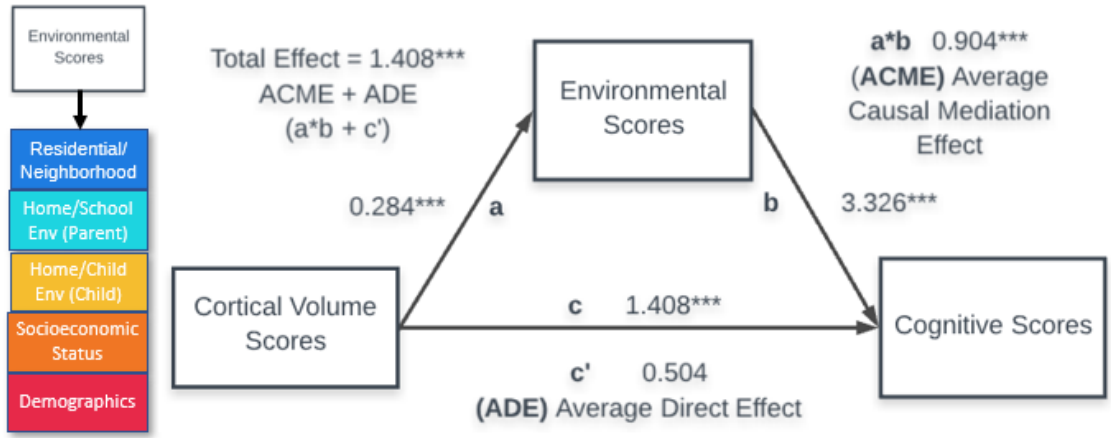 Environmental
Scores
Residential/
Neighborhood
Home/School
Env (Parent)
Home/Child
Env (Child)
Socioeconomic
Status
Demographics
Total Effect = 1.408***
ACME + ADE
(a*b + c')
Environmental
Scores
a*b 0.904***
(ACME) Average
Causal Mediation
Effect
0.284*** a
b 3.326***
Cortical Volume
Scores
c 1.408***
c' 0.504
(ADE) Average Direct Effect
Cognitive Scores